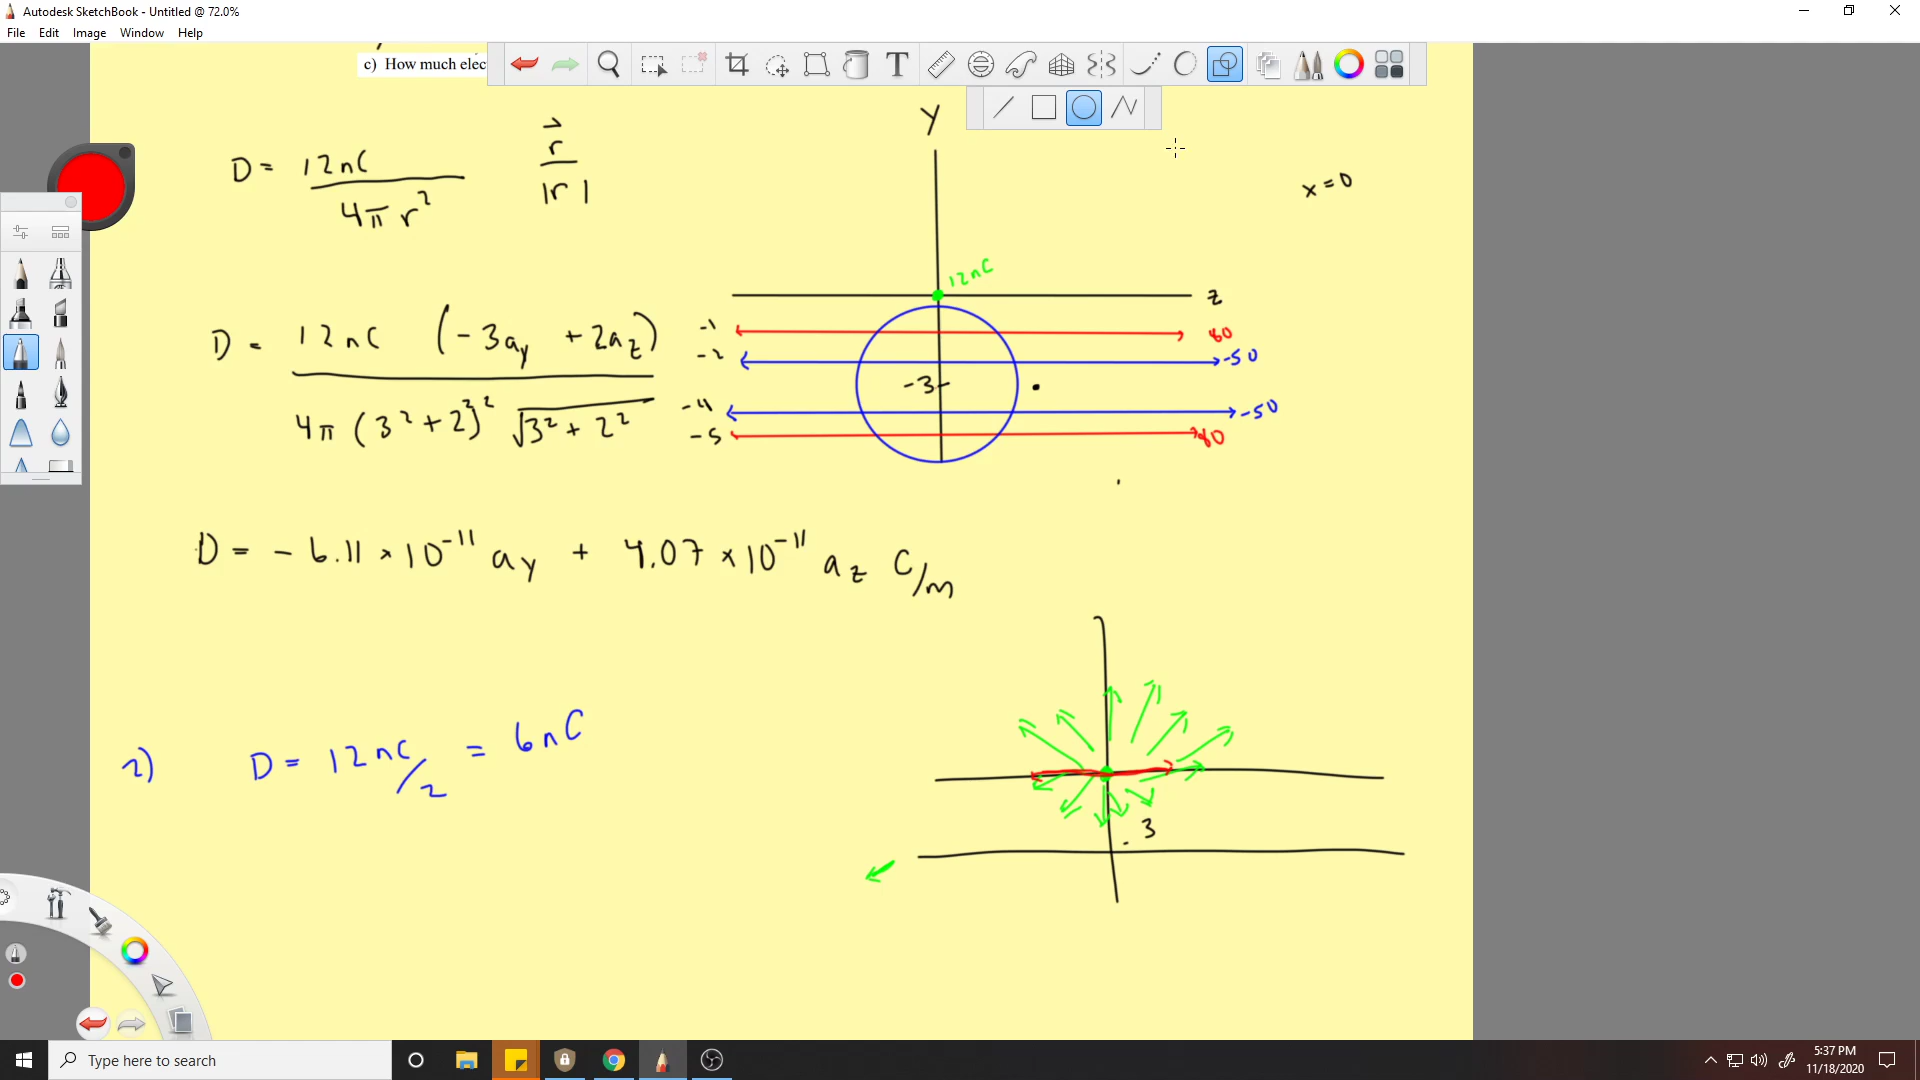 Autodesk SketchBook - Untitled @ 72.0%
File Edit Image Window Help
c) How much elec
T
Y
D = 12nC / 4π r² r⃗ / |r|
x = 0
12nC
z
D = 12nC (-3ay + 2az) / 4π (3² + 2²)² √3² + 2²
-1 80
-2 -50
-3
-4 -50
-5 80
D = - 6.11 × 10⁻¹¹ ay + 4.07 × 10⁻¹¹ az C/m
2) D = 12nC/2 = 6nC
3
Type here to search
5:37 PM
11/18/2020